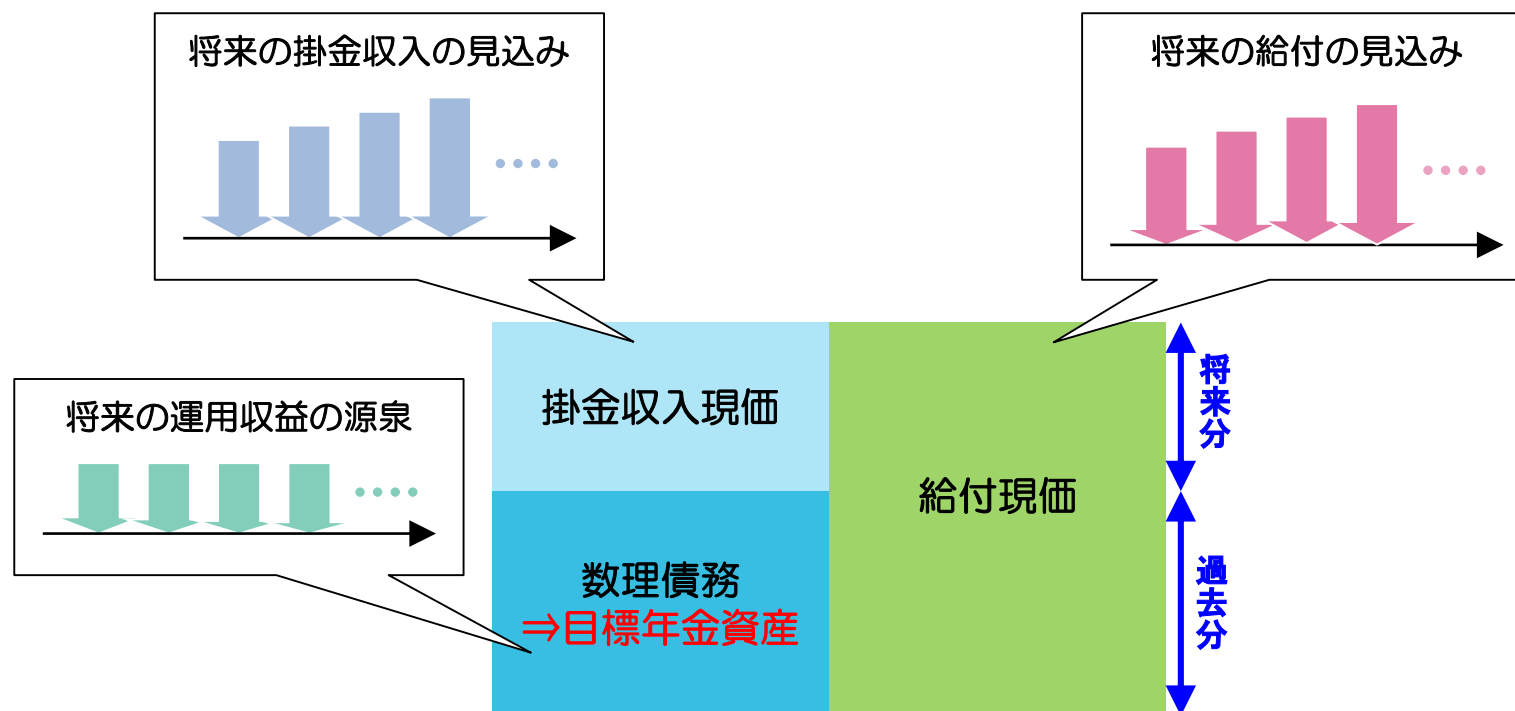 将来の掛金収入の見込み
将来の給付の見込み
掛金収入現価
将来分
将来の運用収益の源泉
給付現価
数理債務
⇒目標年金資産
過去分